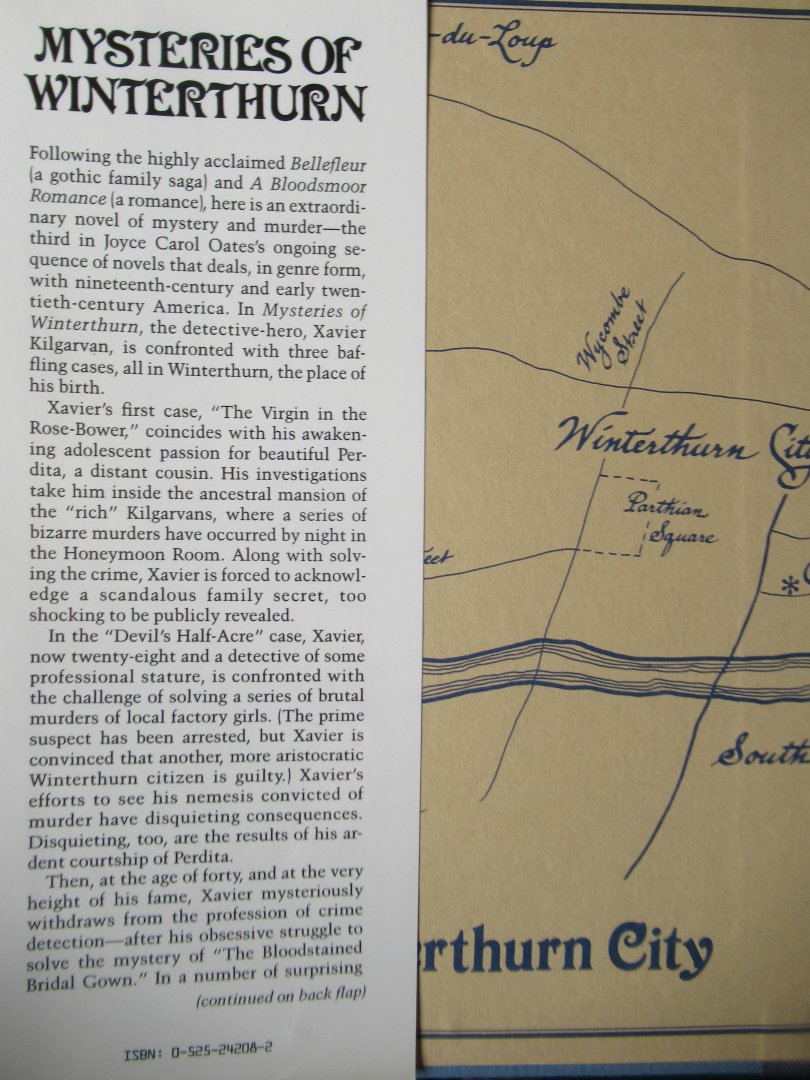 MYSTERIES OF
WINTERTHURN
Following the highly acclaimed Bellefleur
(a gothic family saga) and A Bloodsmoor
Romance (a romance), here is an extraordi-
nary novel of mystery and murder—the
third in Joyce Carol Oates's ongoing se-
quence of novels that deals, in genre form,
with nineteenth-century and early twen-
tieth-century America. In Mysteries of
Winterthurn, the detective-hero, Xavier
Kilgarvan, is confronted with three baf-
fling cases, all in Winterthurn, the place of
his birth.
Xavier's first case, "The Virgin in the
Rose-Bower," coincides with his awaken-
ing adolescent passion for beautiful Per-
dita, a distant cousin. His investigations
take him inside the ancestral mansion of
the "rich" Kilgarvans, where a series of
bizarre murders have occurred by night in
the Honeymoon Room. Along with solv-
ing the crime, Xavier is forced to acknowl-
edge a scandalous family secret, too
shocking to be publicly revealed.
In the "Devil's Half-Acre" case, Xavier,
now twenty-eight and a detective of some
professional stature, is confronted with
the challenge of solving a series of brutal
murders of local factory girls. (The prime
suspect has been arrested, but Xavier is
convinced that another, more aristocratic
Winterthurn citizen is guilty.) Xavier's
efforts to see his nemesis convicted of
murder have disquieting consequences.
Disquieting, too, are the results of his ar-
dent courtship of Perdita.
Then, at the age of forty, and at the very
height of his fame, Xavier mysteriously
withdraws from the profession of crime
detection—after his obsessive struggle to
solve the mystery of "The Bloodstained
Bridal Gown." In a number of surprising
(continued on back flap)
ISBN: 0-525-24208-2
-du-Loup
Wycombe
Street
Winterthurn Cit
Parthian
Square
eet
*
South
erthurn City